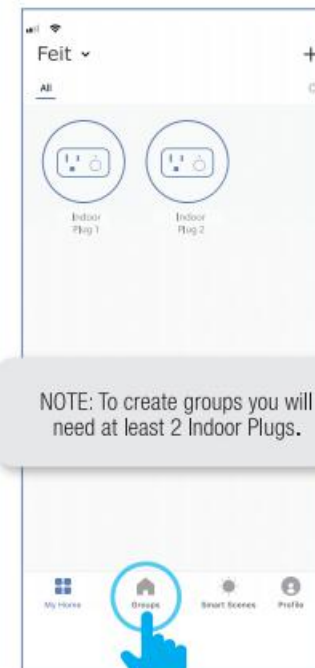 Feit
+
All
Indoor Indoor
Plug 1 Plug 2
NOTE: To create groups you will
need at least 2 Indoor Plugs.
My Home Groups Smart Scenes Profile